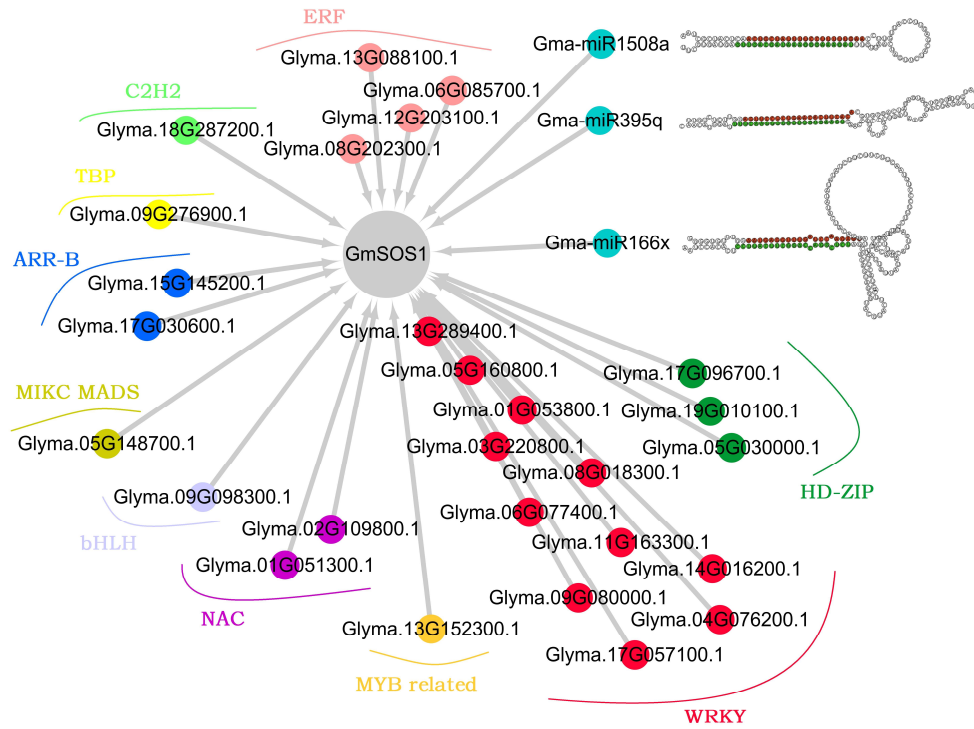 ERF
Glyma.13G088100.1
Gma-miR1508a
Glyma.06G085700.1
C2H2
Glyma.12G203100.1
Gma-miR395q
Glyma.18G287200.1
Glyma.08G202300.1
TBP
Glyma.09G276900.1
GmSOS1
Gma-miR166x
ARR-B
Glyma.15G145200.1
Glyma.17G030600.1
Glyma.13G289400.1
Glyma.05G160800.1
Glyma.17G096700.1
MIKC MADS
Glyma.01G053800.1
Glyma.19G010100.1
Glyma.05G148700.1
Glyma.03G220800.1
Glyma.05G030000.1
Glyma.08G018300.1
HD-ZIP
Glyma.09G098300.1
Glyma.06G077400.1
bHLH
Glyma.02G109800.1
Glyma.11G163300.1
Glyma.01G051300.1
Glyma.14G016200.1
NAC
Glyma.09G080000.1
Glyma.04G076200.1
Glyma.13G152300.1
Glyma.17G057100.1
MYB related
WRKY